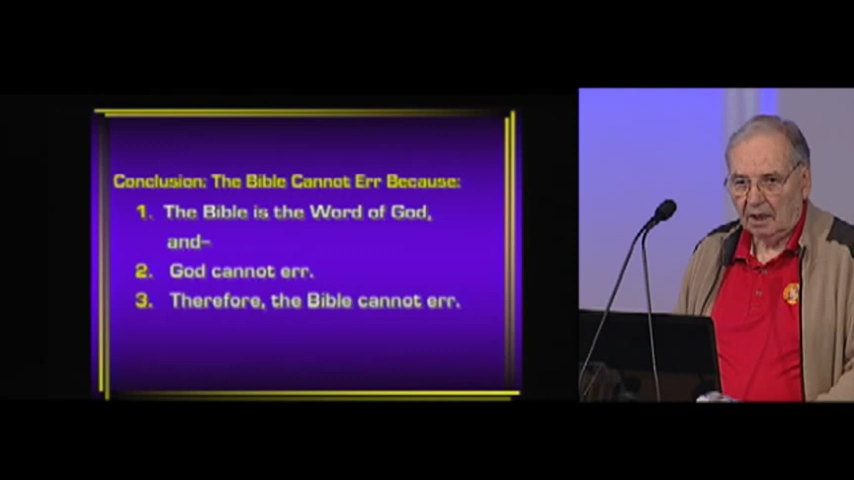 Conclusion: The Bible Cannot Err Because:
1. The Bible is the Word of God,
and-
2. God cannot err.
3. Therefore, the Bible cannot err.